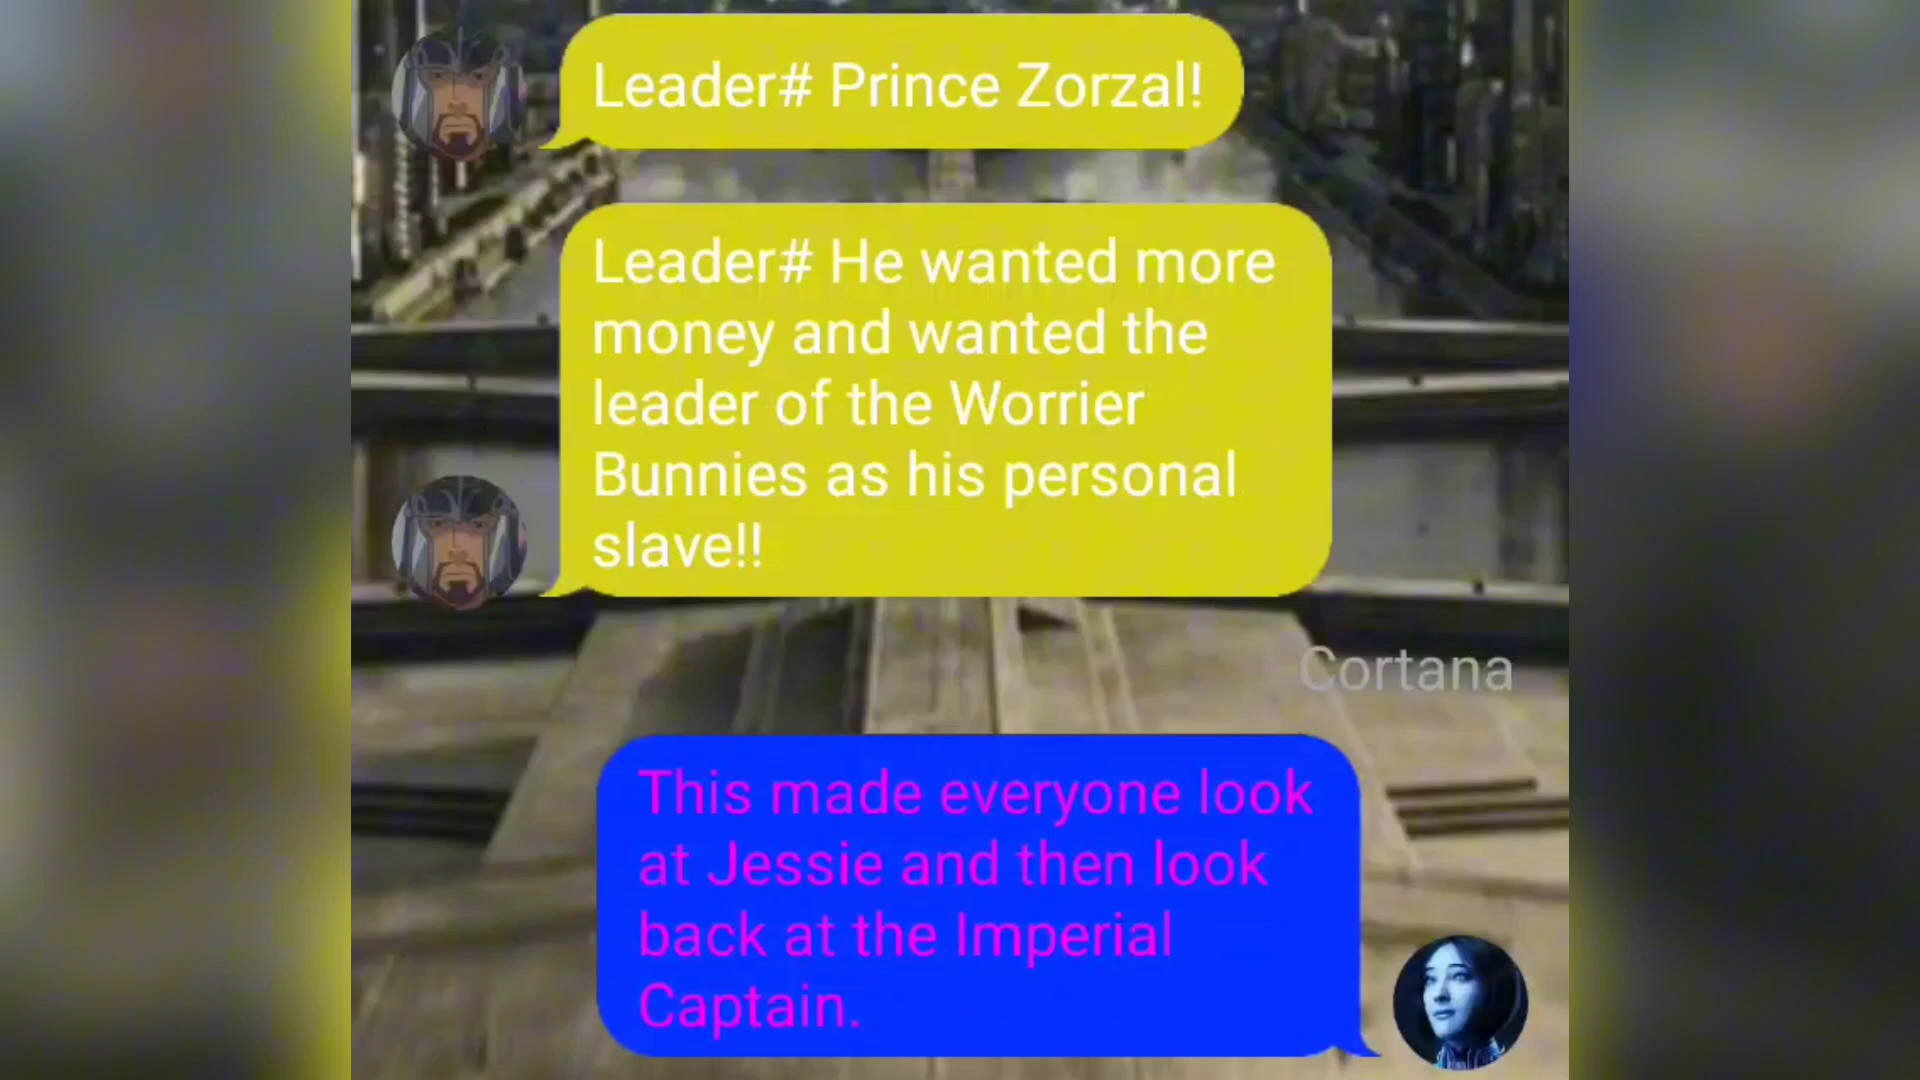 Leader# Prince Zorzal!
Leader# He wanted more
money and wanted the
leader of the Worrier
Bunnies as his personal
slave!!
Cortana
This made everyone look
at Jessie and then look
back at the Imperial
Captain.